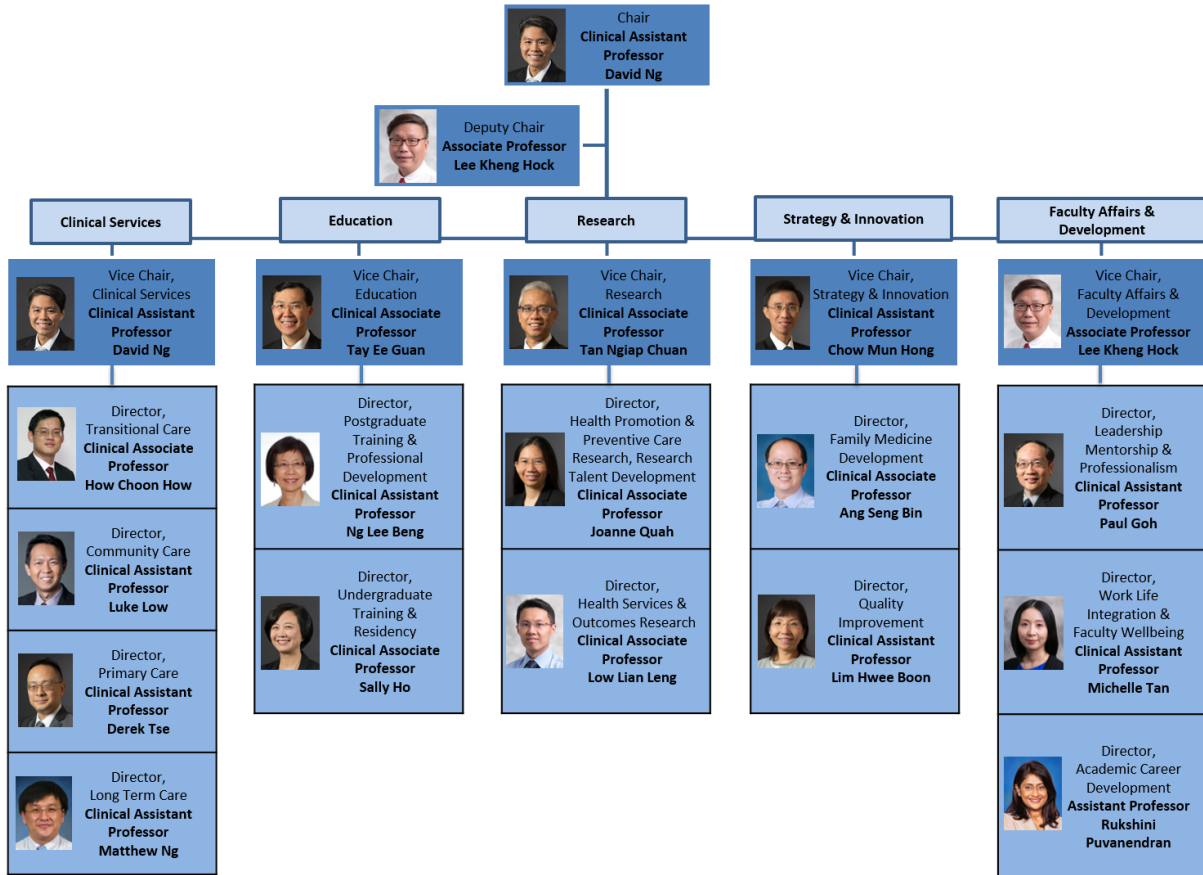 Chair
Clinical Assistant
Professor
David Ng
Deputy Chair
Associate Professor
Lee Kheng Hock
Clinical Services
Education
Research
Strategy & Innovation
Faculty Affairs &
Development
Vice Chair,
Clinical Services
Clinical Assistant
Professor
David Ng
Vice Chair,
Education
Clinical Associate
Professor
Tay Ee Guan
Vice Chair,
Research
Clinical Associate
Professor
Tan Ngiap Chuan
Vice Chair,
Strategy & Innovation
Clinical Assistant
Professor
Chow Mun Hong
Vice Chair,
Faculty Affairs &
Development
Associate Professor
Lee Kheng Hock
Director,
Transitional Care
Clinical Associate
Professor
How Choon How
Director,
Community Care
Clinical Assistant
Professor
Luke Low
Director,
Primary Care
Clinical Assistant
Professor
Derek Tse
Director,
Long Term Care
Clinical Assistant
Professor
Matthew Ng
Director,
Postgraduate
Training &
Professional
Development
Clinical Assistant
Professor
Ng Lee Beng
Director,
Undergraduate
Training &
Residency
Clinical Associate
Professor
Sally Ho
Director,
Health Promotion &
Preventive Care
Research, Research
Talent Development
Clinical Associate
Professor
Joanne Quah
Director,
Health Services &
Outcomes Research
Clinical Associate
Professor
Low Lian Leng
Director,
Family Medicine
Development
Clinical Associate
Professor
Ang Seng Bin
Director,
Quality
Improvement
Clinical Assistant
Professor
Lim Hwee Boon
Director,
Leadership
Mentorship &
Professionalism
Clinical Assistant
Professor
Paul Goh
Director,
Work Life
Integration &
Faculty Wellbeing
Clinical Assistant
Professor
Michelle Tan
Director,
Academic Career
Development
Assistant Professor
Rukshini
Puvanendran